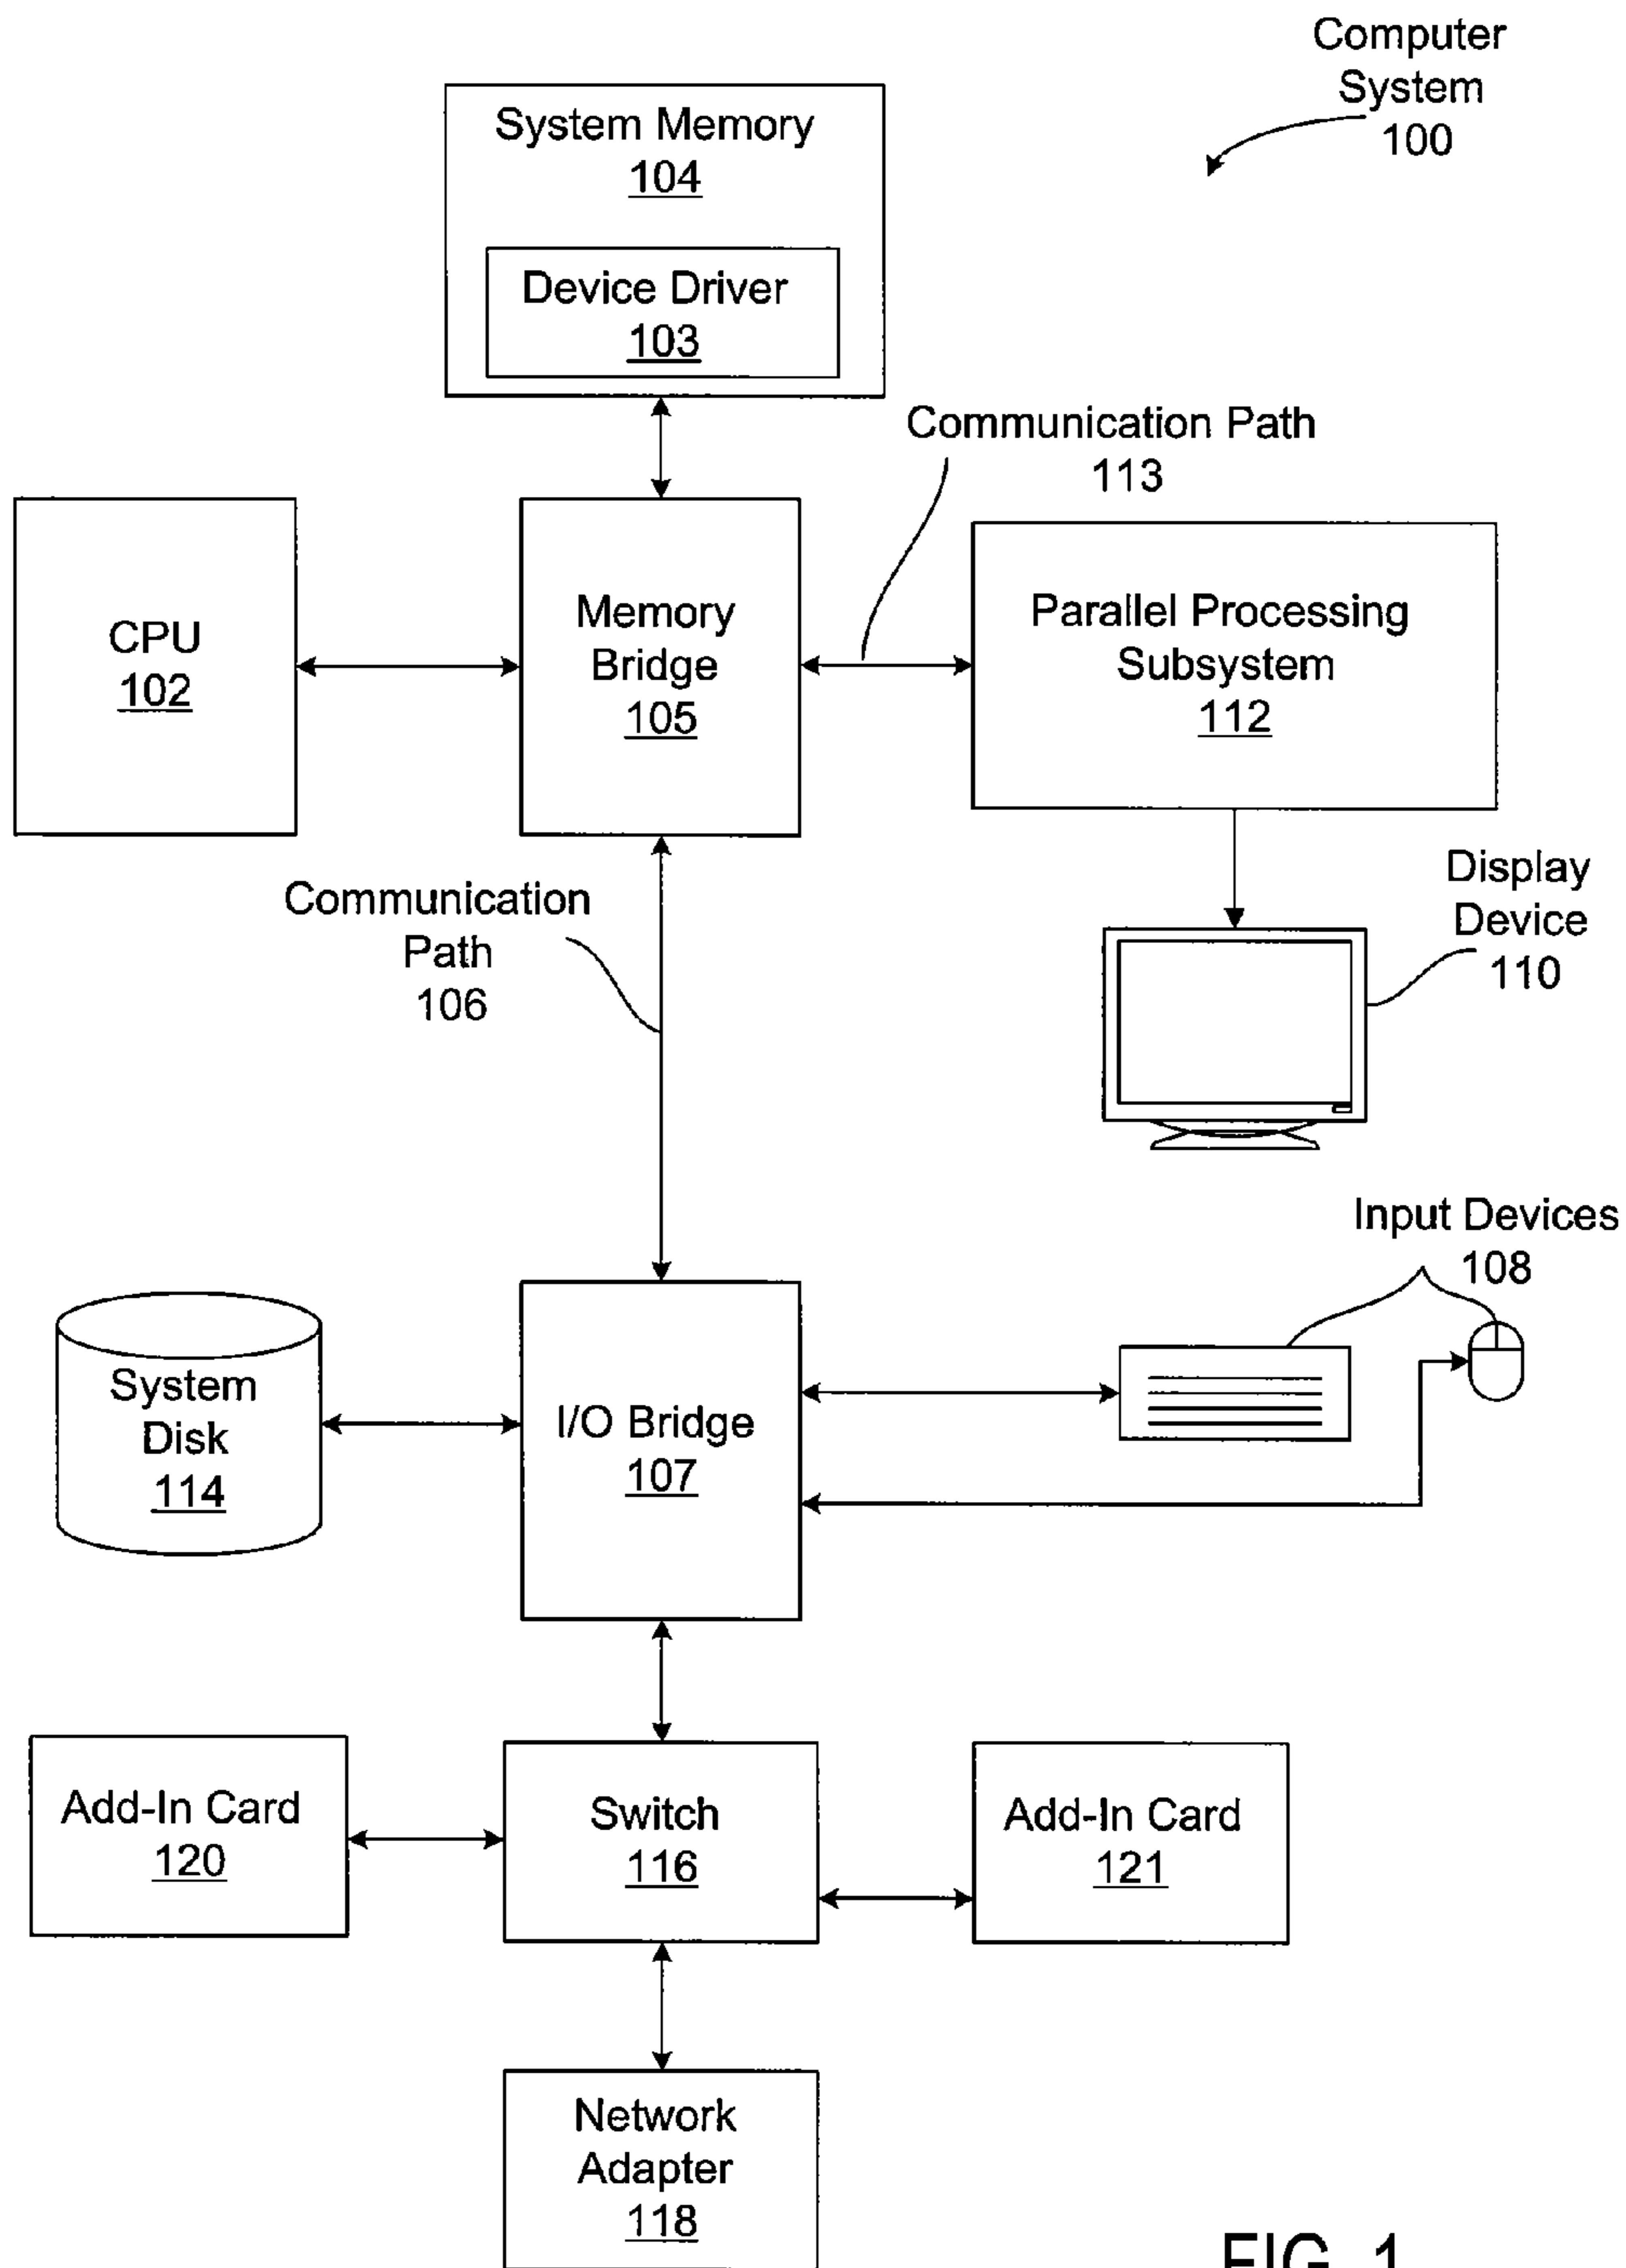 Computer
System
100
System Memory
104
Device Driver
103
Communication Path
113
CPU
102
Memory
Bridge
105
Parallel Processing
Subsystem
112
Communication
Path
106
Display
Device
110
Input Devices
108
System
Disk
114
I/O Bridge
107
Add-In Card
120
Switch
116
Add-In Card
121
Network
Adapter
118
FIG. 1